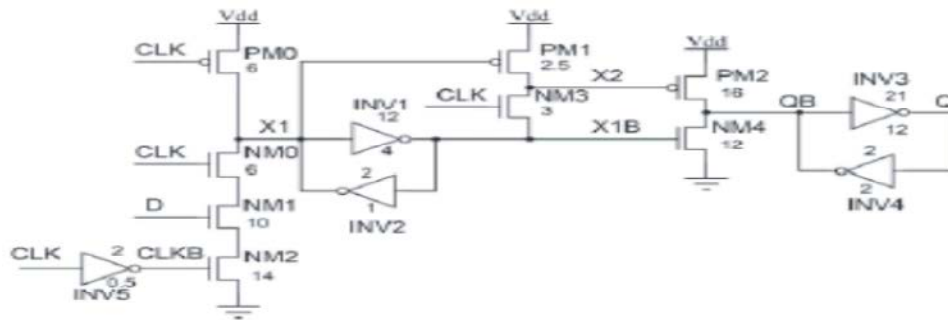 Vdd
Vdd
Vdd
CLK
PM0
6
PM1
2.5
X2
PM2
16
INV3
21
12
QB
Q
INV1
12
4
CLK
NM3
3
X1
X1B
NM4
12
CLK
NM0
6
2
1
INV2
2
2
INV4
D
NM1
10
CLK
2
0.5
INV5
CLKB
NM2
14